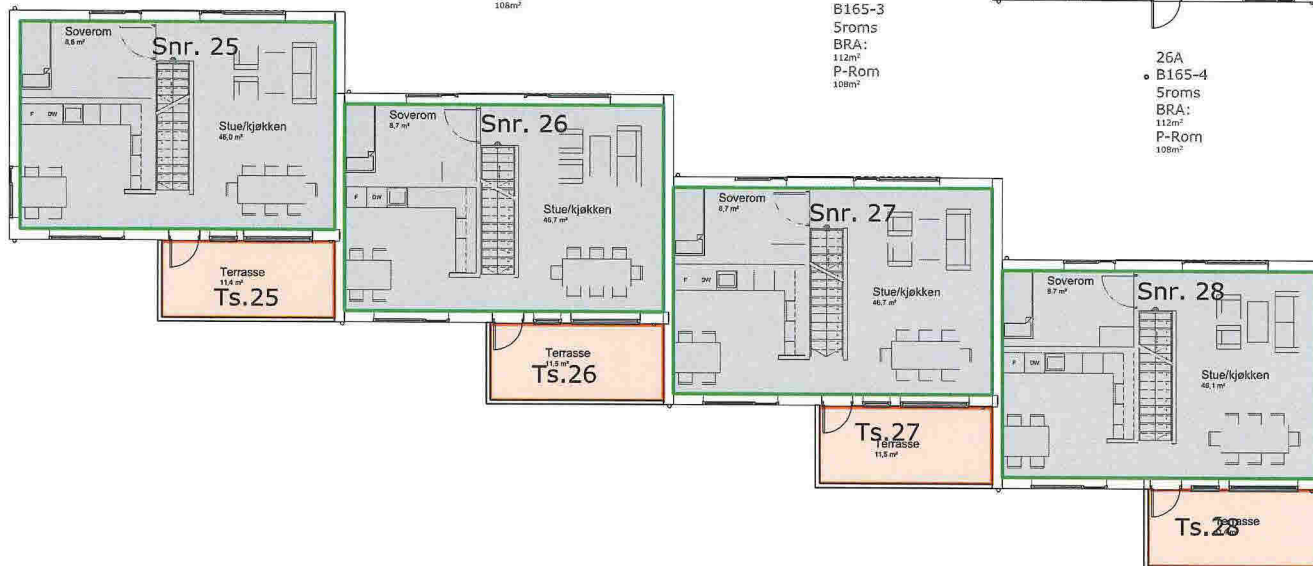 108m²
B165-3
5roms
BRA:
112m²
P-Rom
108m²
26A
B165-4
5roms
BRA:
112m²
P-Rom
108m²
Soverom
Snr. 25
F DW
Stue/kjøkken
46,0 m²
Terrasse
11,4 m²
Ts.25
Soverom
8,7 m²
Snr. 26
F DW
Stue/kjøkken
46,7 m²
Terrasse
11,5 m²
Ts.26
Soverom
8,7 m²
Snr. 27
F DW
Stue/kjøkken
46,7 m²
Ts.27
Terrasse
11,5 m²
Soverom
8,7 m²
Snr. 28
F DW
Stue/kjøkken
46,1 m²
Ts.28
Terrasse